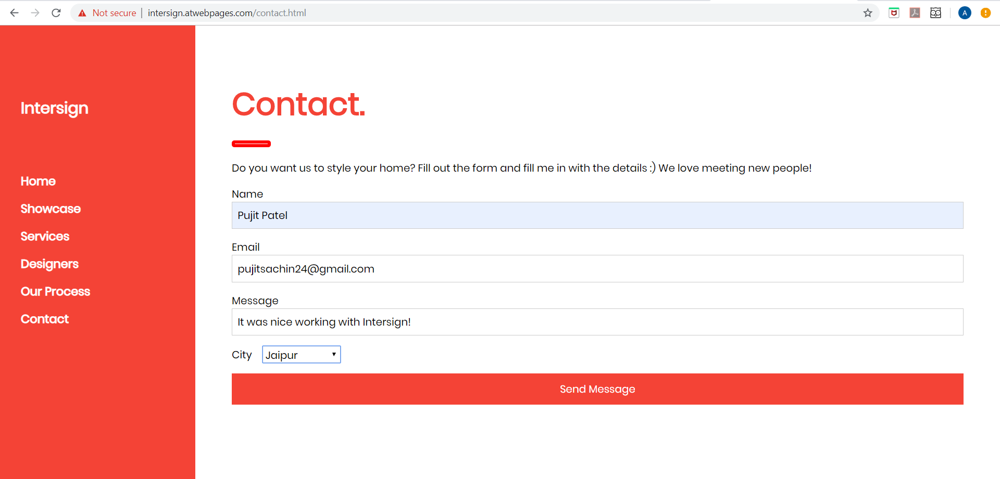 Not secure | intersign.atwebpages.com/contact.html
A
Intersign
Home
Showcase
Services
Designers
Our Process
Contact
Contact.
Do you want us to style your home? Fill out the form and fill me in with the details :) We love meeting new people!
Name
Pujit Patel
Email
pujitsachin24@gmail.com
Message
It was nice working with Intersign!
City Jaipur
Send Message